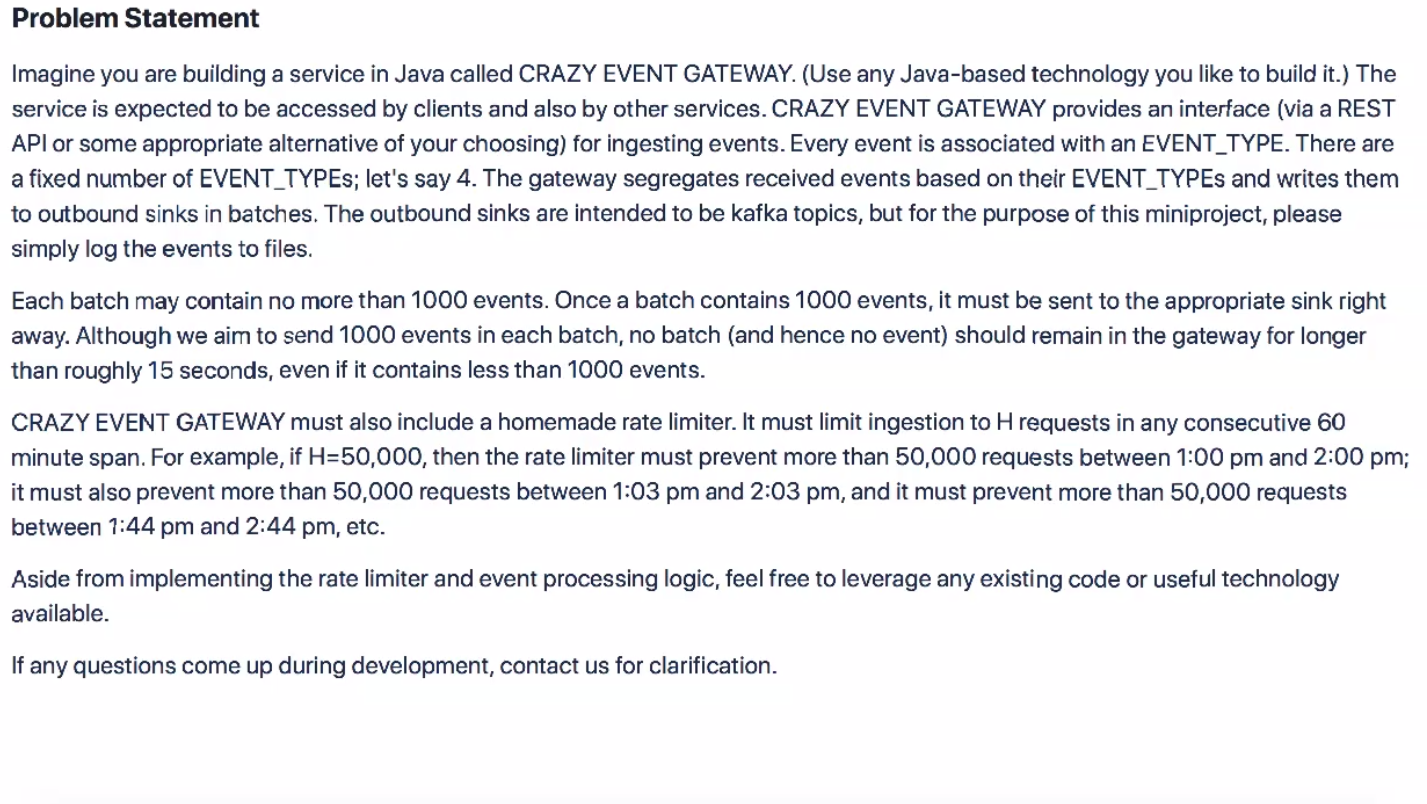 Problem Statement
Imagine you are building a service in Java called CRAZY EVENT GATEWAY. (Use any Java-based technology you like to build it.) The
service is expected to be accessed by clients and also by other services. CRAZY EVENT GATEWAY provides an interface (via a REST
API or some appropriate alternative of your choosing) for ingesting events. Every event is associated with an EVENT_TYPE. There are
a fixed number of EVENT_TYPEs; let's say 4. The gateway segregates received events based on their EVENT_TYPEs and writes them
to outbound sinks in batches. The outbound sinks are intended to be kafka topics, but for the purpose of this miniproject, please
simply log the events to files.
Each batch may contain no more than 1000 events. Once a batch contains 1000 events, it must be sent to the appropriate sink right
away. Although we aim to send 1000 events in each batch, no batch (and hence no event) should remain in the gateway for longer
than roughly 15 seconds, even if it contains less than 1000 events.
CRAZY EVENT GATEWAY must also include a homemade rate limiter. It must limit ingestion to H requests in any consecutive 60
minute span. For example, if H=50,000, then the rate limiter must prevent more than 50,000 requests between 1:00 pm and 2:00 pm;
it must also prevent more than 50,000 requests between 1:03 pm and 2:03 pm, and it must prevent more than 50,000 requests
between 1:44 pm and 2:44 pm, etc.
Aside from implementing the rate limiter and event processing logic, feel free to leverage any existing code or useful technology
available.
If any questions come up during development, contact us for clarification.